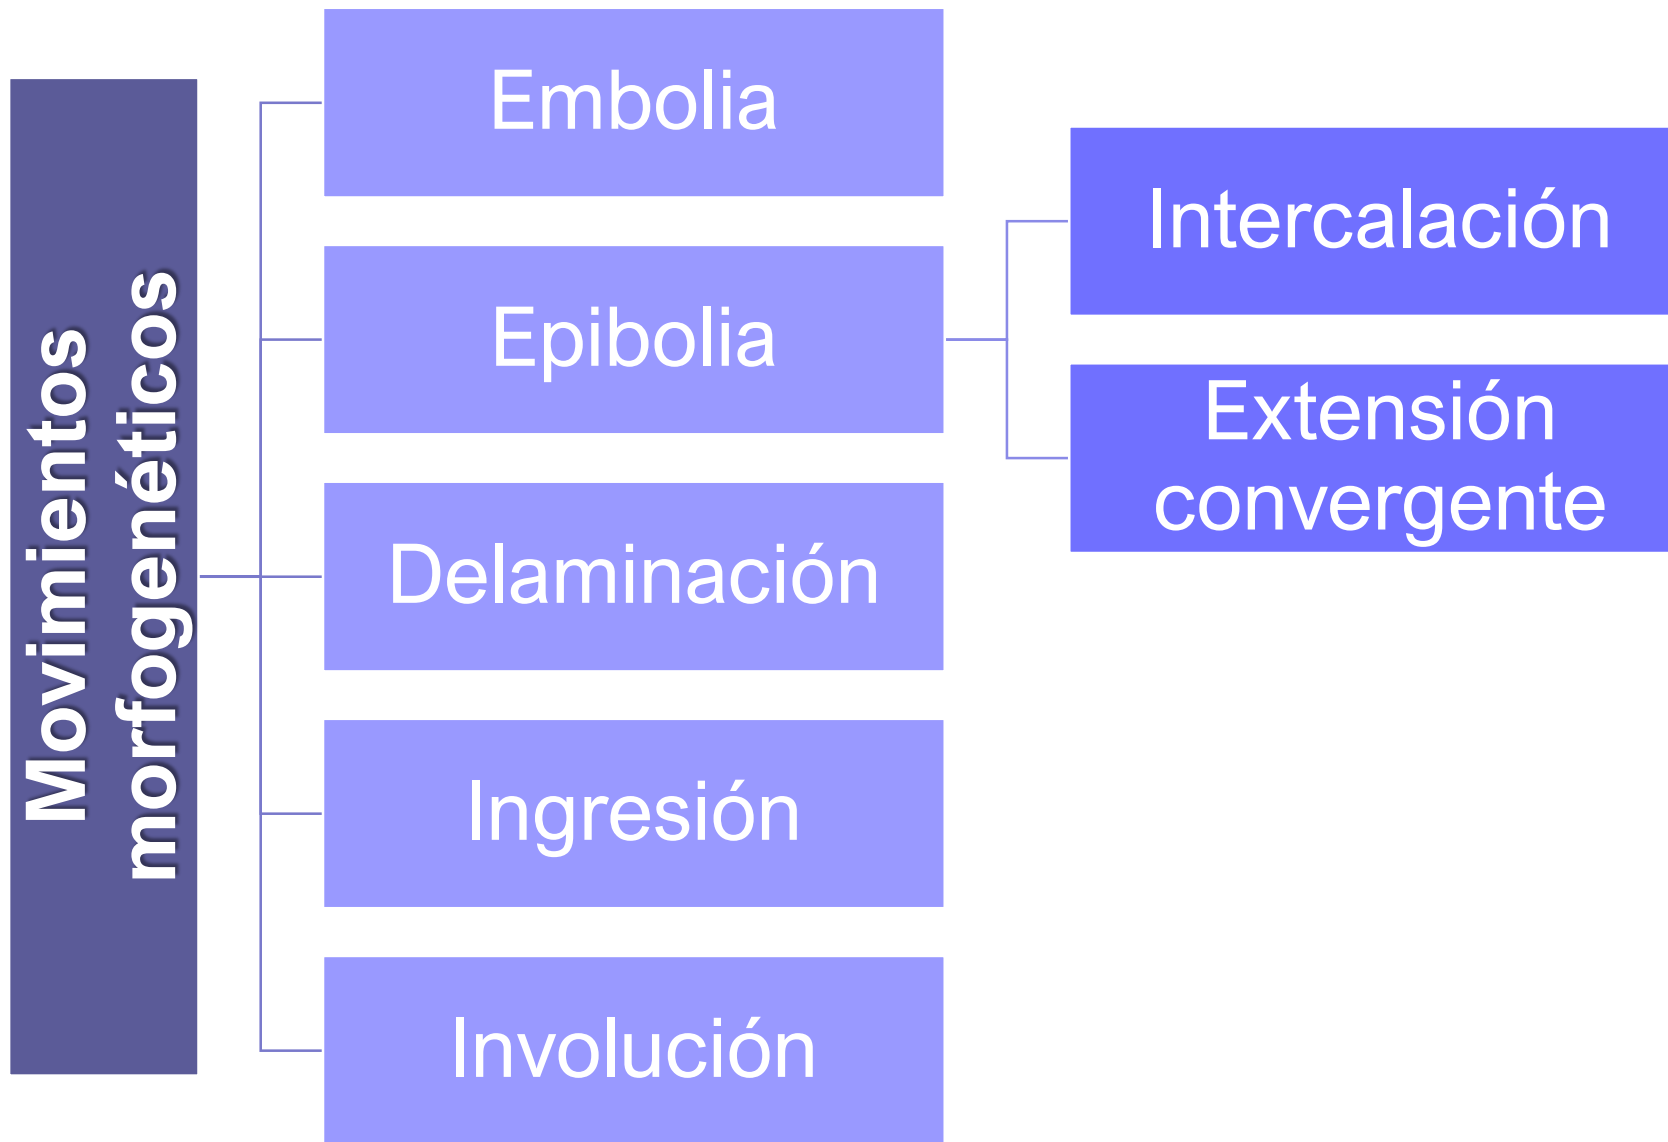 Movimientos
morfogenéticos
Embolia
Epibolia
Intercalación
Extensión
convergente
Delaminación
Ingresión
Involución